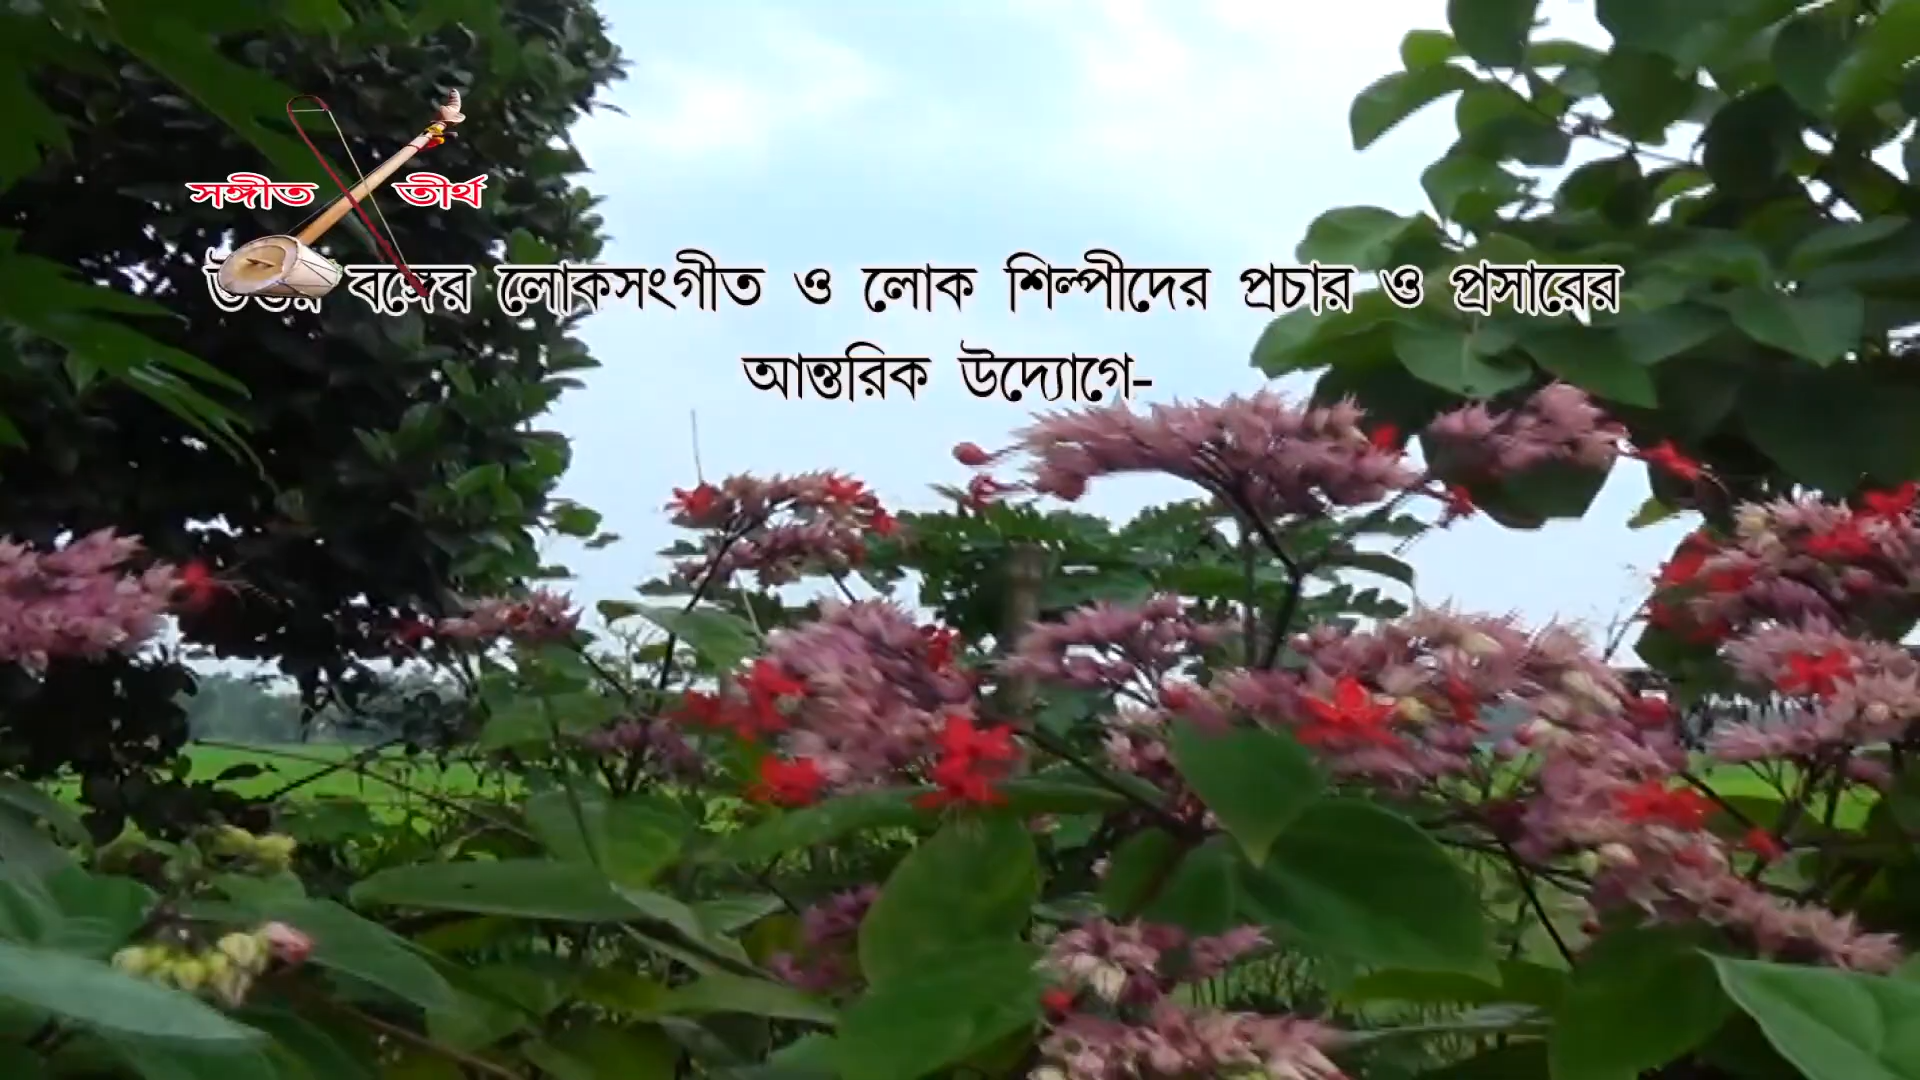 সঙ্গীত তীর্থ
বঙ্গের লোকসংগীত ও লোক শিল্পীদের প্রচার ও প্রসারের
আন্তরিক উদ্যোগে-